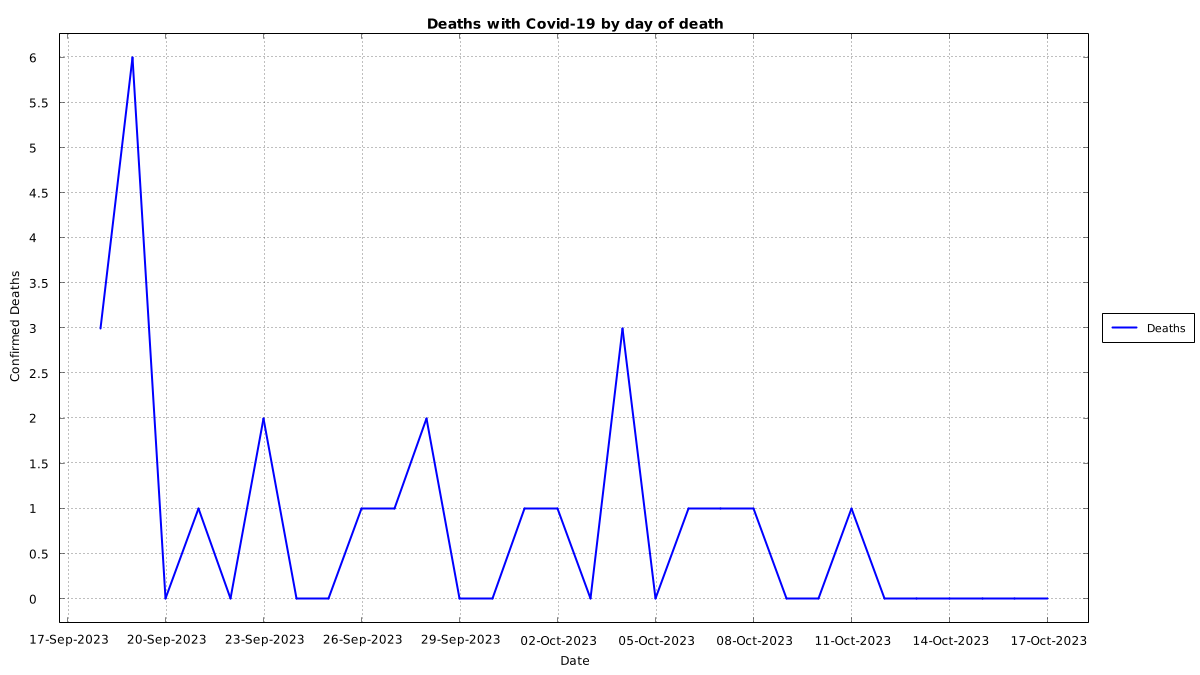 Deaths with Covid-19 by day of death
6
5.5
5
4.5
4
3.5
3
2.5
2
1.5
1
0.5
0
Confirmed Deaths
17-Sep-2023 20-Sep-2023 23-Sep-2023 26-Sep-2023 29-Sep-2023 02-Oct-2023 05-Oct-2023 08-Oct-2023 11-Oct-2023 14-Oct-2023 17-Oct-2023
Date
Deaths